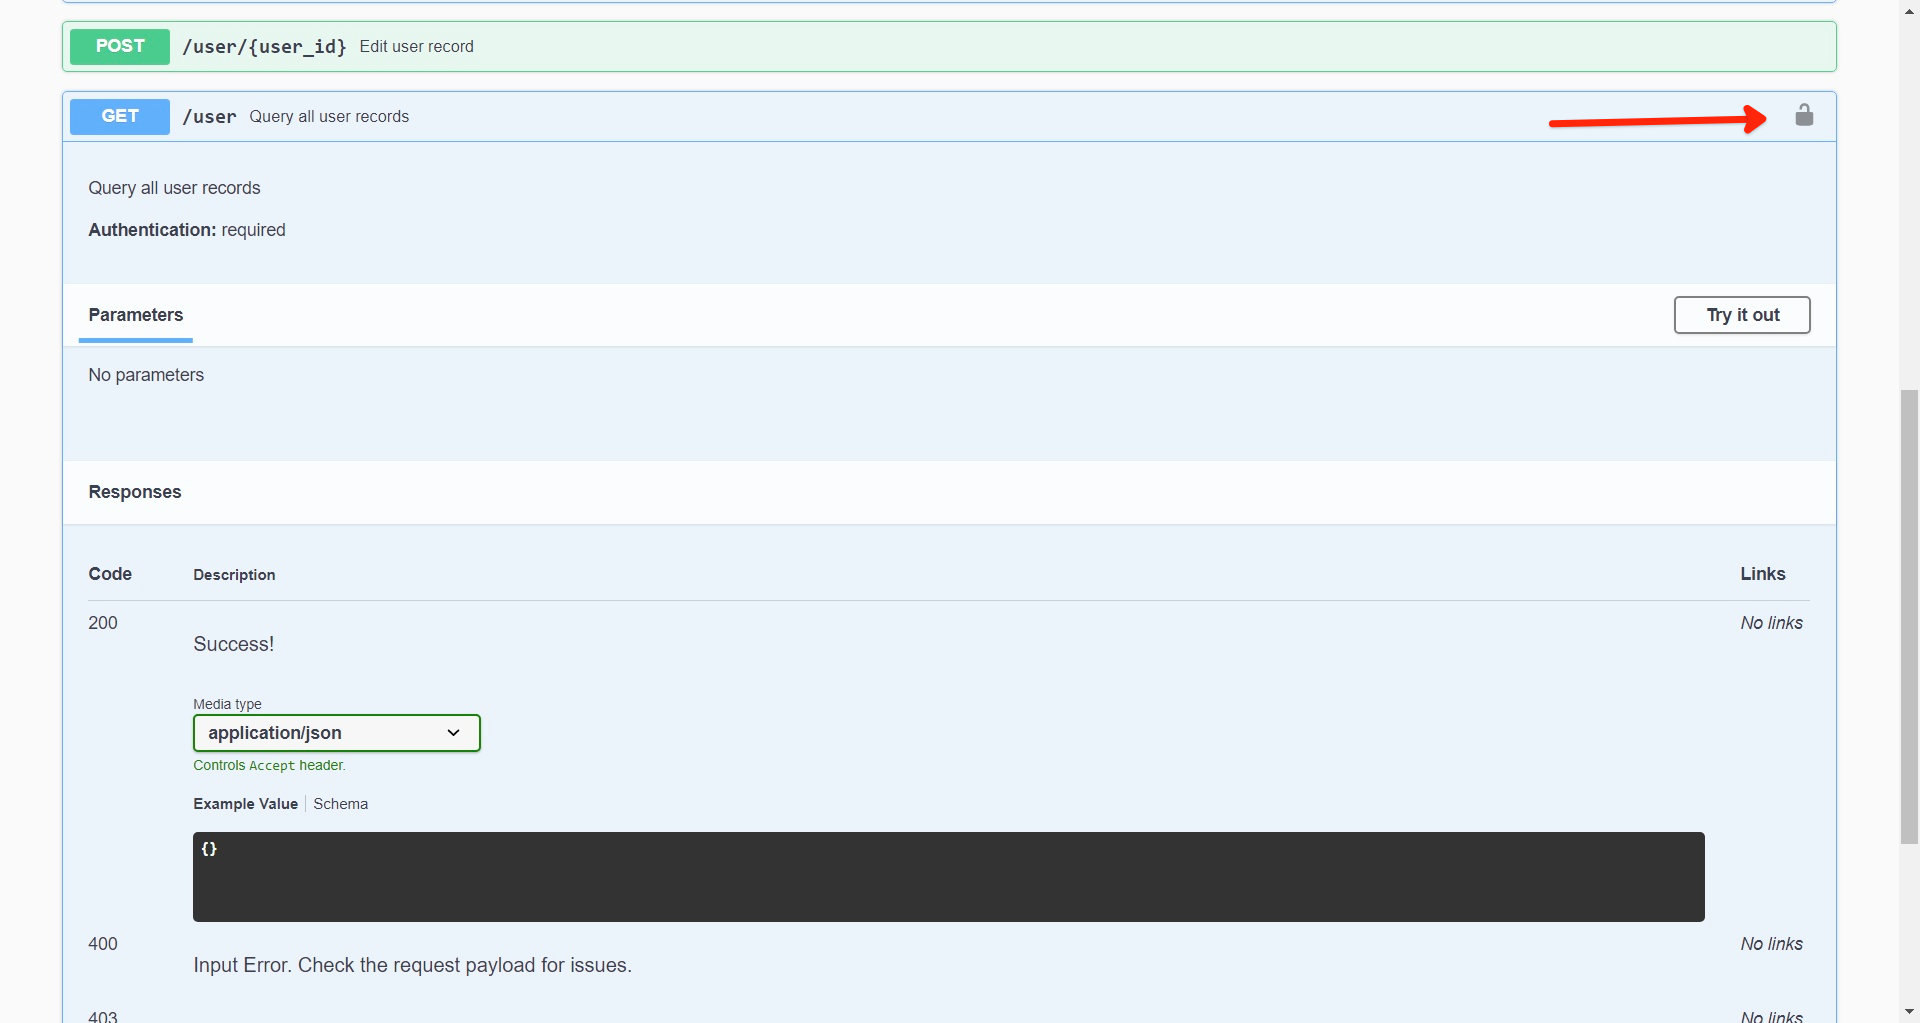 POST /user/{user_id} Edit user record
GET /user Query all user records
Query all user records
Authentication: required
Parameters
Try it out
No parameters
Responses
Code Description Links
200 No links
Success!
Media type
application/json
Controls Accept header.
Example Value Schema
{}
400 No links
Input Error. Check the request payload for issues.
403 No links